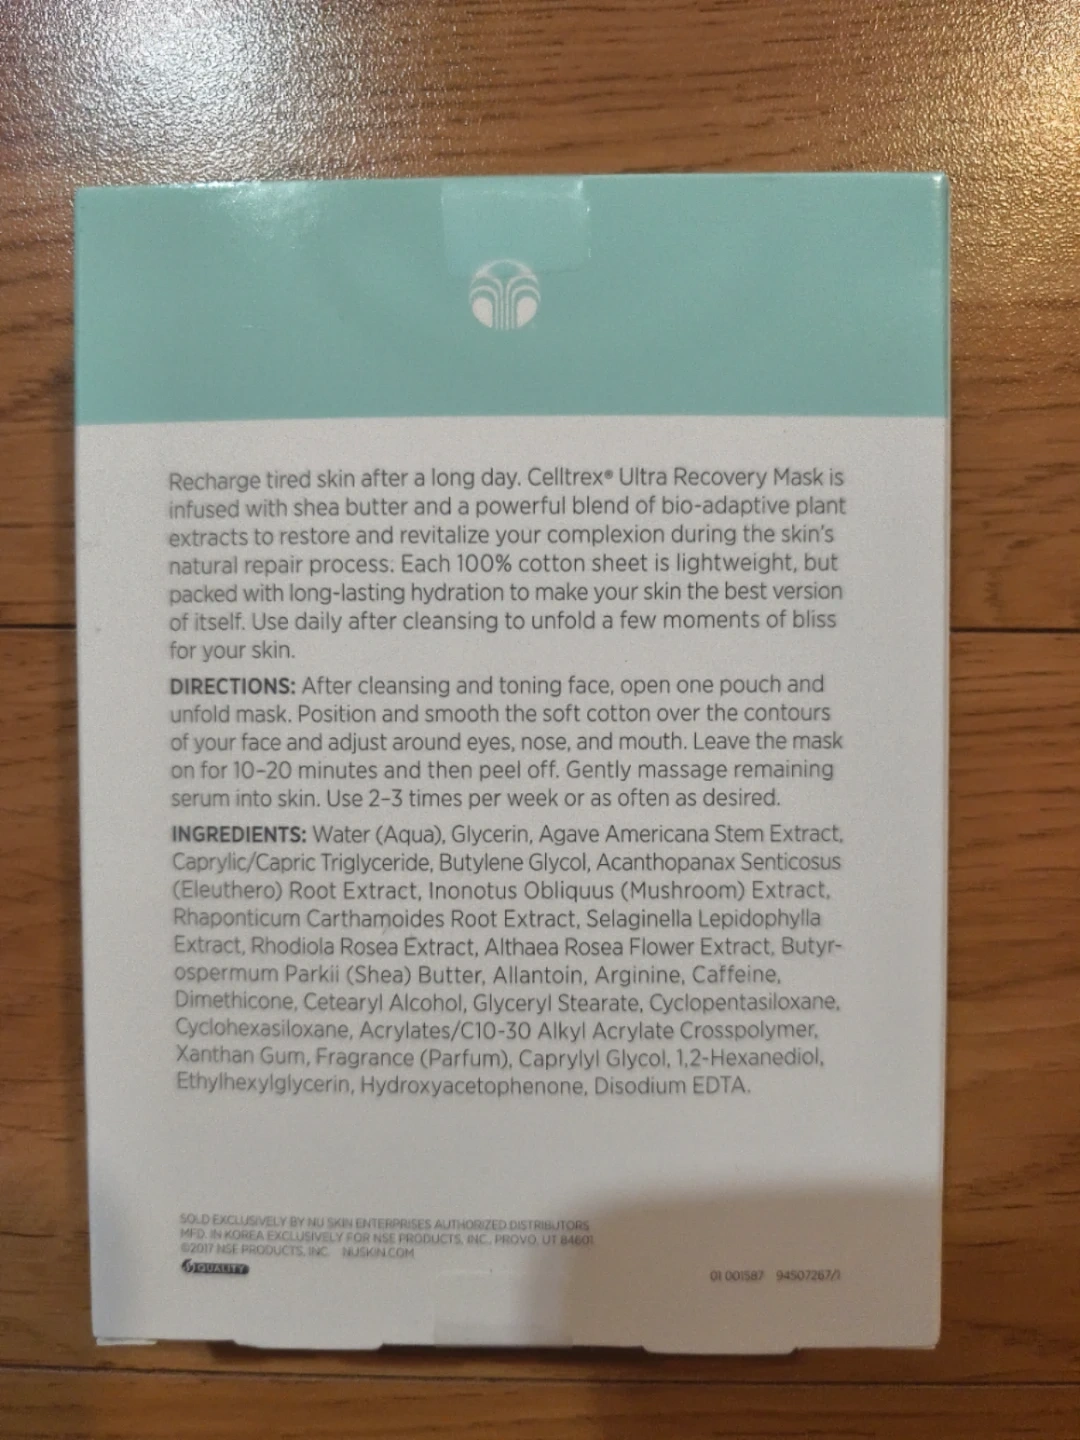 Recharge tired skin after a long day. Celltrex® Ultra Recovery Mask is
infused with shea butter and a powerful blend of bio-adaptive plant
extracts to restore and revitalize your complexion during the skin's
natural repair process. Each 100% cotton sheet is lightweight, but
packed with long-lasting hydration to make your skin the best version
of itself. Use daily after cleansing to unfold a few moments of bliss
for your skin.
DIRECTIONS: After cleansing and toning face, open one pouch and
unfold mask. Position and smooth the soft cotton over the contours
of your face and adjust around eyes, nose, and mouth. Leave the mask
on for 10-20 minutes and then peel off. Gently massage remaining
serum into skin. Use 2-3 times per week or as often as desired.
INGREDIENTS: Water (Aqua), Glycerin, Agave Americana Stem Extract,
Caprylic/Capric Triglyceride, Butylene Glycol, Acanthopanax Senticosus
(Eleuthero) Root Extract, Inonotus Obliquus (Mushroom) Extract,
Rhaponticum Carthamoides Root Extract, Selaginella Lepidophylla
Extract, Rhodiola Rosea Extract, Althaea Rosea Flower Extract, Butyr-
ospermum Parkii (Shea) Butter, Allantoin, Arginine, Caffeine,
Dimethicone, Cetearyl Alcohol, Glyceryl Stearate, Cyclopentasiloxane,
Cyclohexasiloxane, Acrylates/C10-30 Alkyl Acrylate Crosspolymer,
Xanthan Gum, Fragrance (Parfum), Caprylyl Glycol, 1,2-Hexanediol,
Ethylhexylglycerin, Hydroxyacetophenone, Disodium EDTA.
SOLD EXCLUSIVELY BY NU SKIN ENTERPRISES AUTHORIZED DISTRIBUTORS
MFD. IN KOREA EXCLUSIVELY FOR NSE PRODUCTS, INC., PROVO, UT 84601
©2017 NSE PRODUCTS, INC. NUSKIN.COM
6S QUALITY
01 001587 94507267/1